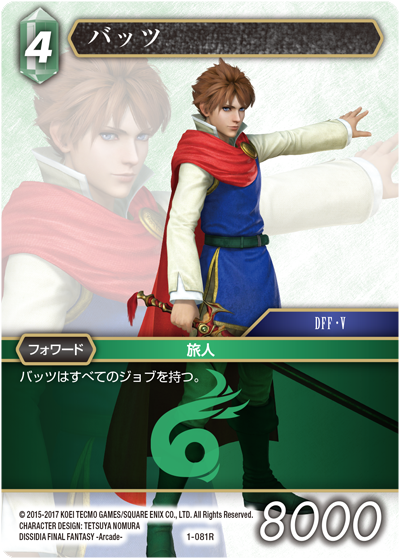 4
バッツ
DFF・V
フォワード
旅人
バッツはすべてのジョブを持つ。
© 2015-2017 KOEI TECMO GAMES/SQUARE ENIX CO., LTD. All Rights Reserved.
CHARACTER DESIGN: TETSUYA NOMURA
DISSIDIA FINAL FANTASY -Arcade-
1-081R
8000